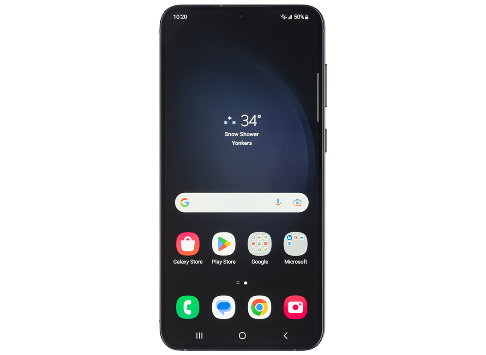 10:20
50%
34°
Snow Shower
Yonkers
Galaxy Store
Play Store
Google
Microsoft